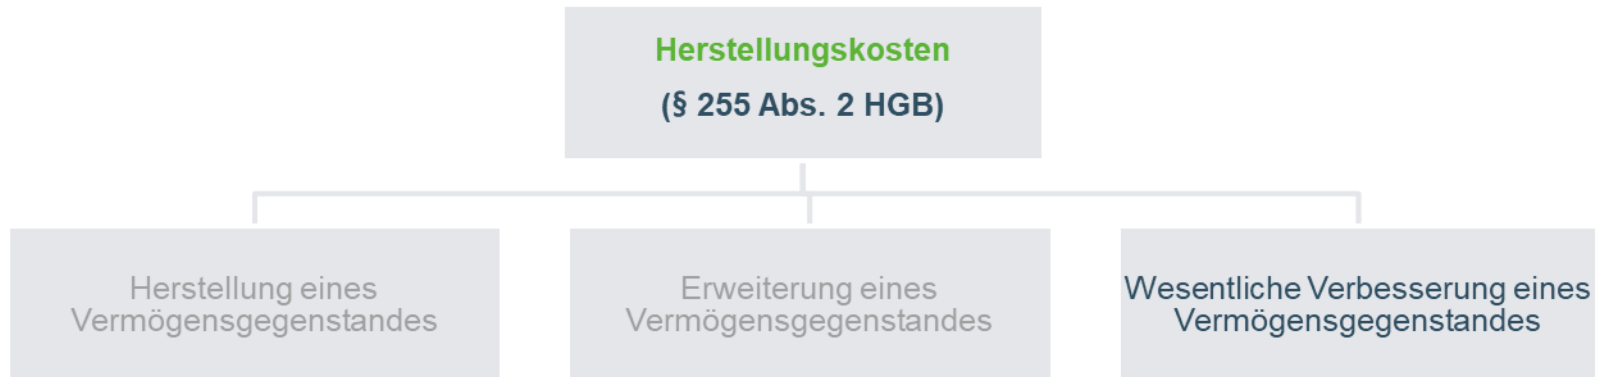 Herstellungskosten
(§ 255 Abs. 2 HGB)
Herstellung eines
Vermögensgegenstandes
Erweiterung eines
Vermögensgegenstandes
Wesentliche Verbesserung eines
Vermögensgegenstandes